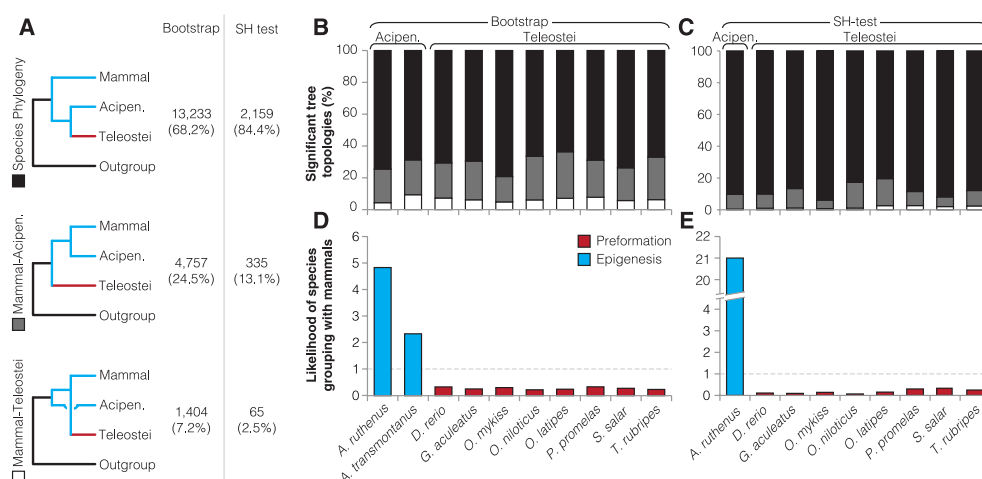 A
Bootstrap
SH test
Species Phylogeny
Mammal
Acipen.
Teleostei
Outgroup
13,233
(68.2%)
2,159
(84.4%)
Mammal-Acipen.
Mammal
Acipen.
Teleostei
Outgroup
4,757
(24.5%)
335
(13.1%)
Mammal-Teleostei
Mammal
Acipen.
Teleostei
Outgroup
1,404
(7.2%)
65
(2.5%)
B
Bootstrap
Acipen.
Teleostei
Significant tree
topologies (%)
100
80
60
40
20
0
C
SH-test
Acipen.
Teleostei
100
80
60
40
20
0
D
Likelihood of species
grouping with mammals
6
5
4
3
2
1
0
Preformation
Epigenesis
A. ruthenus
A. transmontanus
D. rerio
G. aculeatus
O. mykiss
O. niloticus
O. latipes
P. promelas
S. salar
T. rubripes
E
22
21
20
4
2
1
0
A. ruthenus
D. rerio
G. aculeatus
O. mykiss
O. niloticus
O. latipes
P. promelas
S. salar
T. rubripes